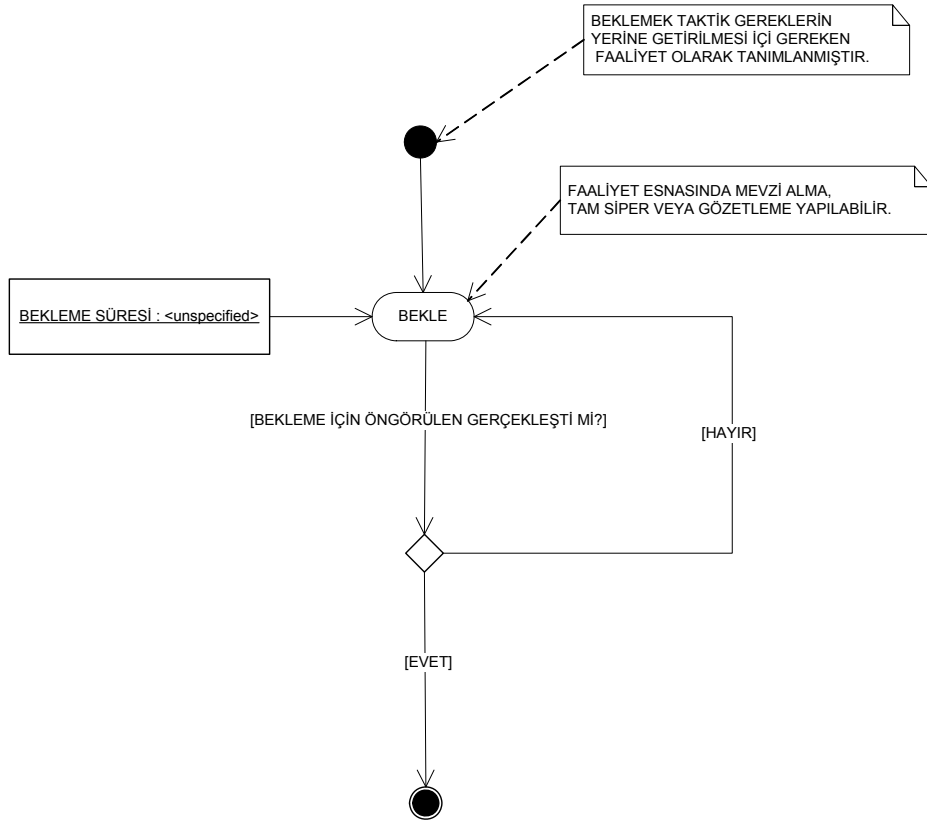 BEKLEMEK TAKTİK GEREKLERİN
YERİNE GETİRİLMESİ İÇİ GEREKEN
FAALİYET OLARAK TANIMLANMIŞTIR.
FAALİYET ESNASINDA MEVZİ ALMA,
TAM SİPER VEYA GÖZETLEME YAPILABİLİR.
BEKLEME SÜRESİ : <unspecified>
BEKLE
[BEKLEME İÇİN ÖNGÖRÜLEN GERÇEKLEŞTİ Mİ?]
[HAYIR]
[EVET]